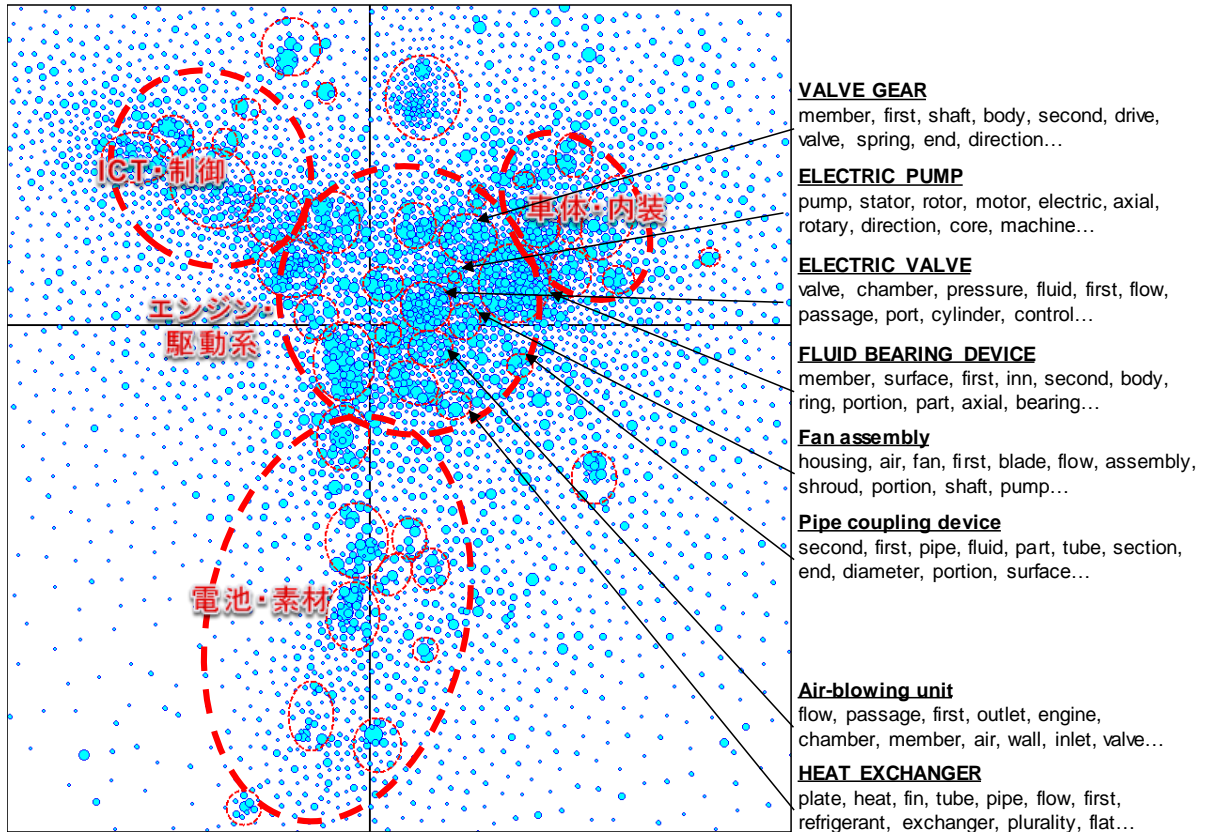 ICT・制御
車体・内装
エンジン・
駆動系
電池・素材
VALVE GEAR
member, first, shaft, body, second, drive,
valve, spring, end, direction…
ELECTRIC PUMP
pump, stator, rotor, motor, electric, axial,
rotary, direction, core, machine…
ELECTRIC VALVE
valve, chamber, pressure, fluid, first, flow,
passage, port, cylinder, control…
FLUID BEARING DEVICE
member, surface, first, inn, second, body,
ring, portion, part, axial, bearing…
Fan assembly
housing, air, fan, first, blade, flow, assembly,
shroud, portion, shaft, pump…
Pipe coupling device
second, first, pipe, fluid, part, tube, section,
end, diameter, portion, surface…
Air-blowing unit
flow, passage, first, outlet, engine,
chamber, member, air, wall, inlet, valve…
HEAT EXCHANGER
plate, heat, fin, tube, pipe, flow, first,
refrigerant, exchanger, plurality, flat…